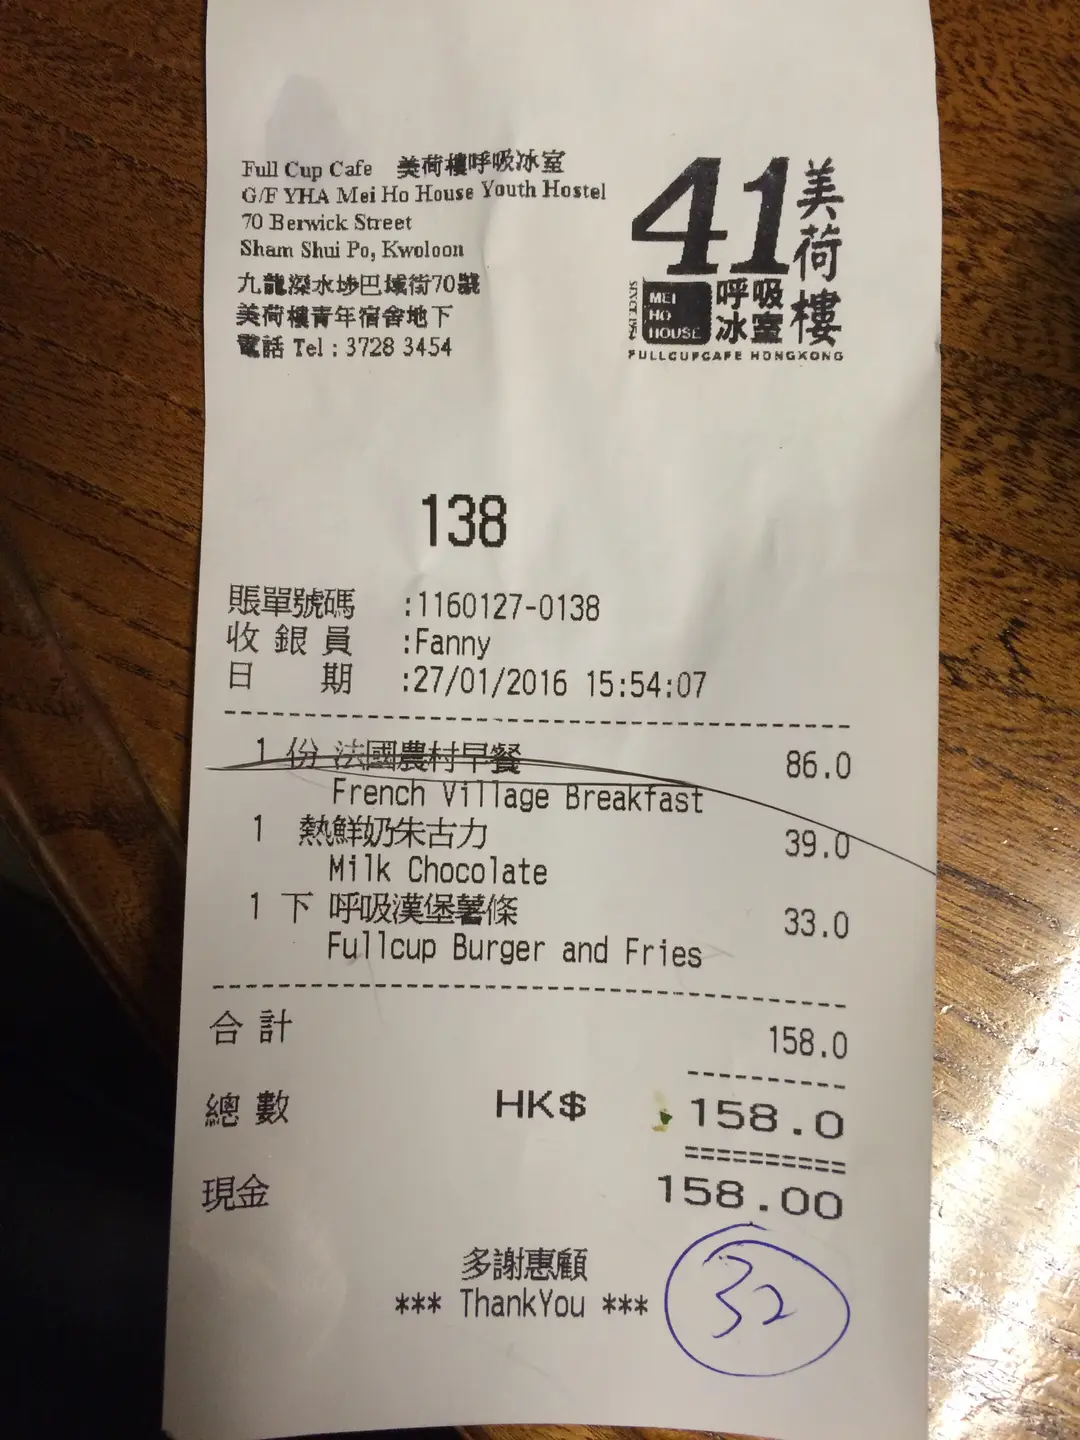 Full Cup Cafe 美荷樓呼吸冰室
G/F YHA Mei Ho House Youth Hostel
70 Berwick Street
Sham Shui Po, Kwoloon
九龍深水埗巴域街70號
美荷樓青年宿舍地下
電話 Tel : 3728 3454
41 美荷樓
SINCE 1954
MEI HO HOUSE
呼吸冰室
FULLCUPCAFE HONGKONG
138
賬單號碼 :1160127-0138
收銀員 :Fanny
日期 :27/01/2016 15:54:07
1 份 法國農村早餐 86.0
French Village Breakfast
1 熱鮮奶朱古力 39.0
Milk Chocolate
1 下 呼吸漢堡薯條 33.0
Fullcup Burger and Fries
合計 158.0
總數 HK$ 158.0
現金 158.00
多謝惠顧
*** ThankYou ***
32